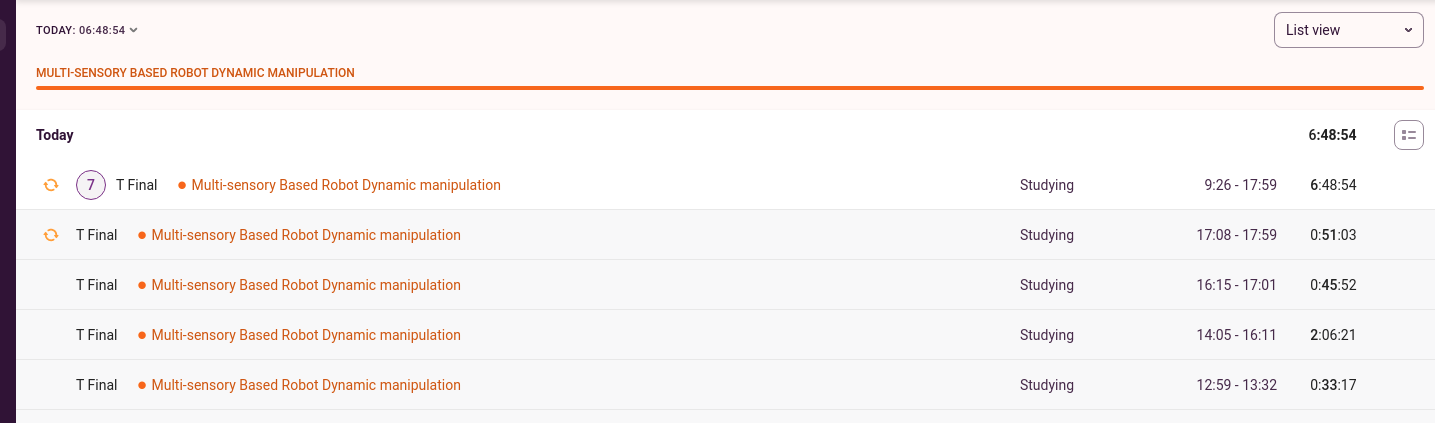 TODAY: 06:48:54
List view
MULTI-SENSORY BASED ROBOT DYNAMIC MANIPULATION
Today 6:48:54
7 T Final Multi-sensory Based Robot Dynamic manipulation Studying 9:26 - 17:59 6:48:54
T Final Multi-sensory Based Robot Dynamic manipulation Studying 17:08 - 17:59 0:51:03
T Final Multi-sensory Based Robot Dynamic manipulation Studying 16:15 - 17:01 0:45:52
T Final Multi-sensory Based Robot Dynamic manipulation Studying 14:05 - 16:11 2:06:21
T Final Multi-sensory Based Robot Dynamic manipulation Studying 12:59 - 13:32 0:33:17